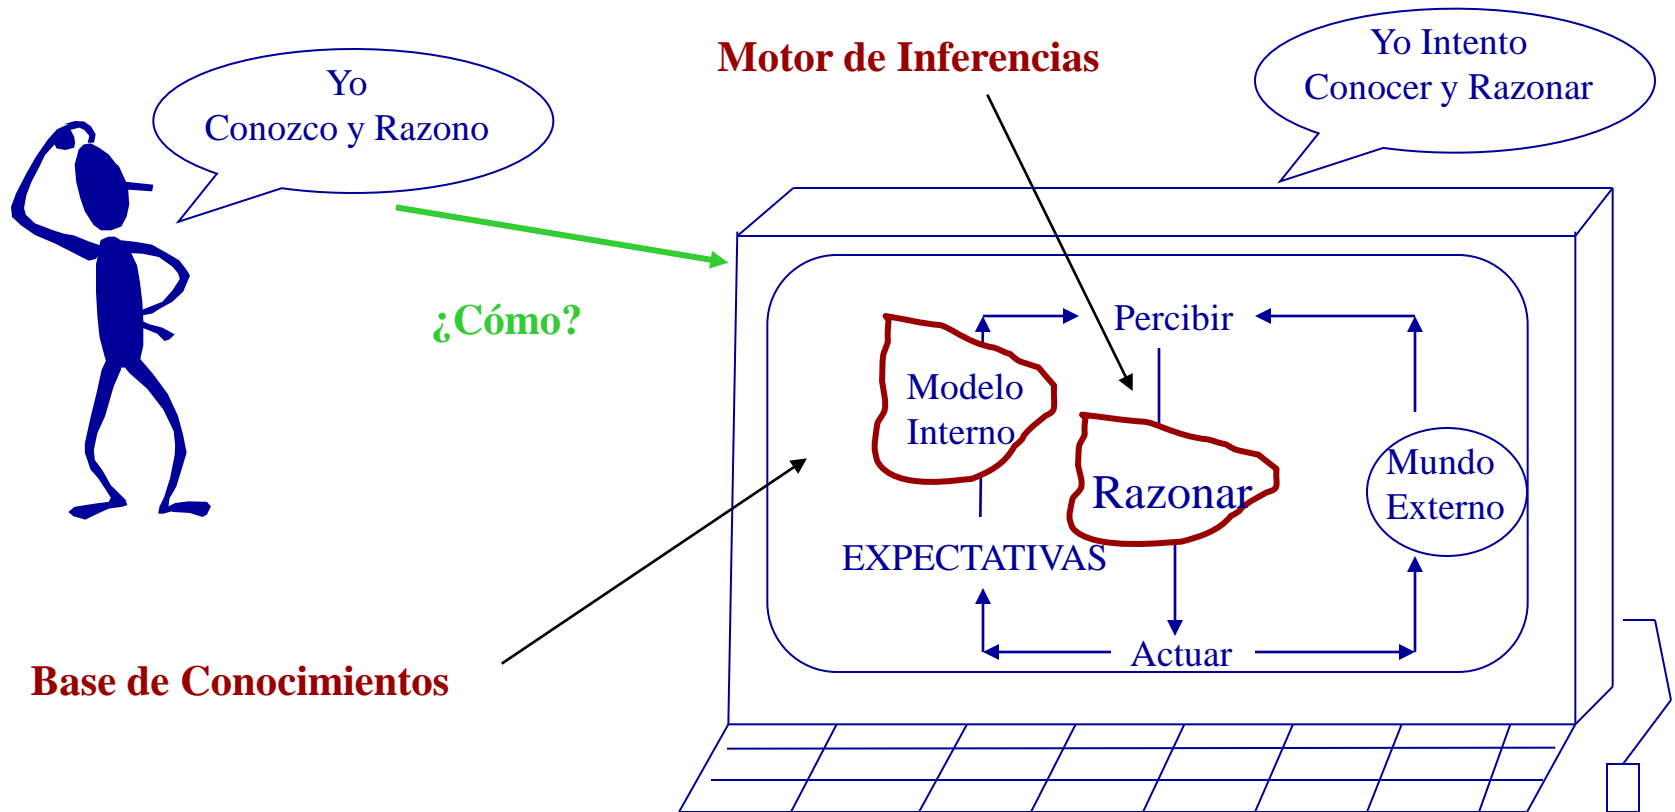 Yo
Conozco y Razono
Motor de Inferencias
Yo Intento
Conocer y Razonar
¿Cómo?
Percibir
Modelo
Interno
Razonar
Mundo
Externo
EXPECTATIVAS
Actuar
Base de Conocimientos